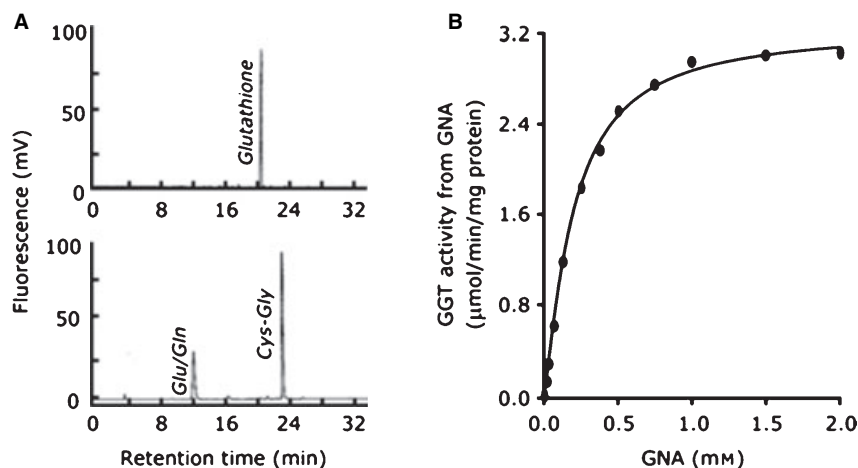 A
100
50
0
Glutathione
0 8 16 24 32
100
50
0
Glu/Gln
Cys-Gly
0 8 16 24 32
Fluorescence (mV)
Retention time (min)
B
GGT activity from GNA
(μmol/min/mg protein)
3.2
2.4
1.6
0.8
0.0
0.0 0.5 1.0 1.5 2.0
GNA (mM)